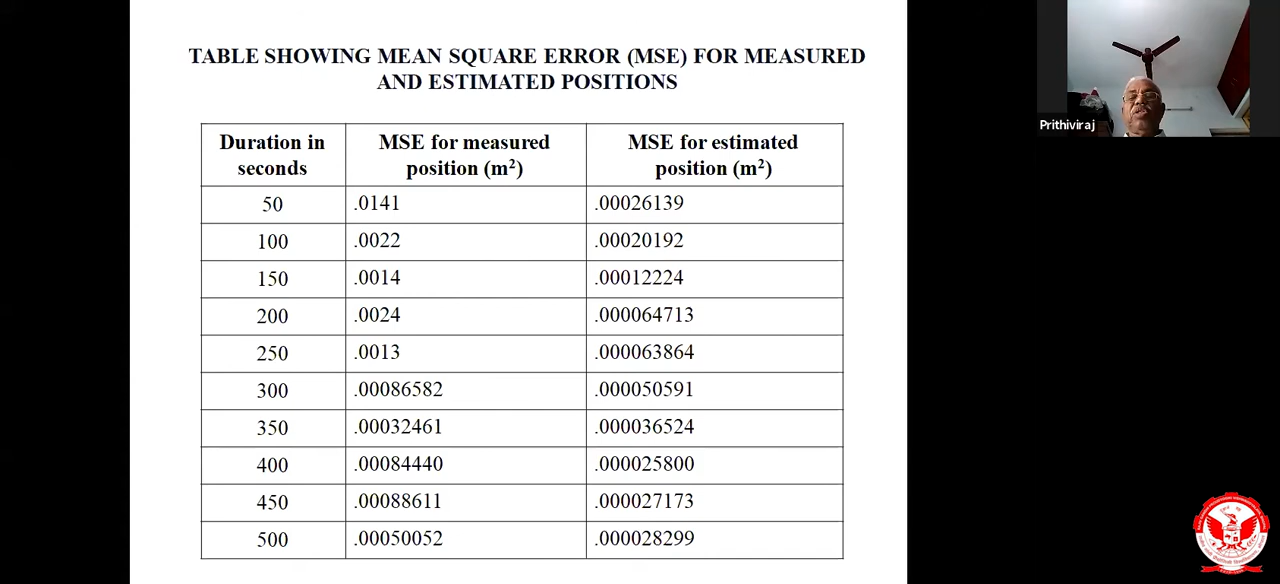 TABLE SHOWING MEAN SQUARE ERROR (MSE) FOR MEASURED
AND ESTIMATED POSITIONS
Duration in seconds MSE for measured position (m²) MSE for estimated position (m²)
50 .0141 .00026139
100 .0022 .00020192
150 .0014 .00012224
200 .0024 .000064713
250 .0013 .000063864
300 .00086582 .000050591
350 .00032461 .000036524
400 .00084440 .000025800
450 .00088611 .000027173
500 .00050052 .000028299
Prithiviraj